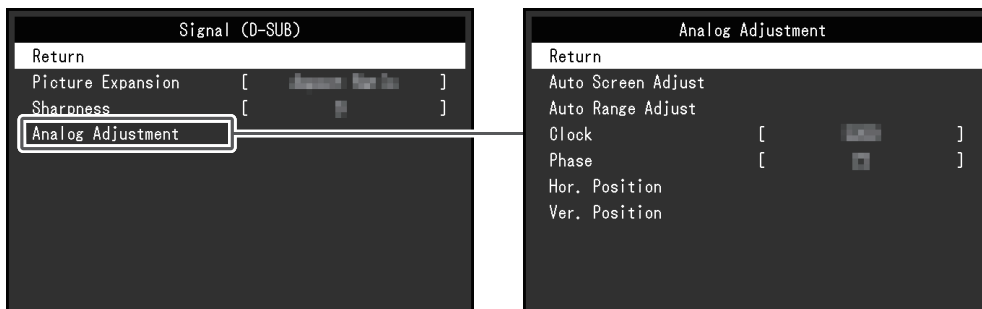 Signal (D-SUB)
Return
Picture Expansion [ ]
Sharpness [ ]
Analog Adjustment
Analog Adjustment
Return
Auto Screen Adjust
Auto Range Adjust
Clock [ ]
Phase [ ]
Hor. Position
Ver. Position